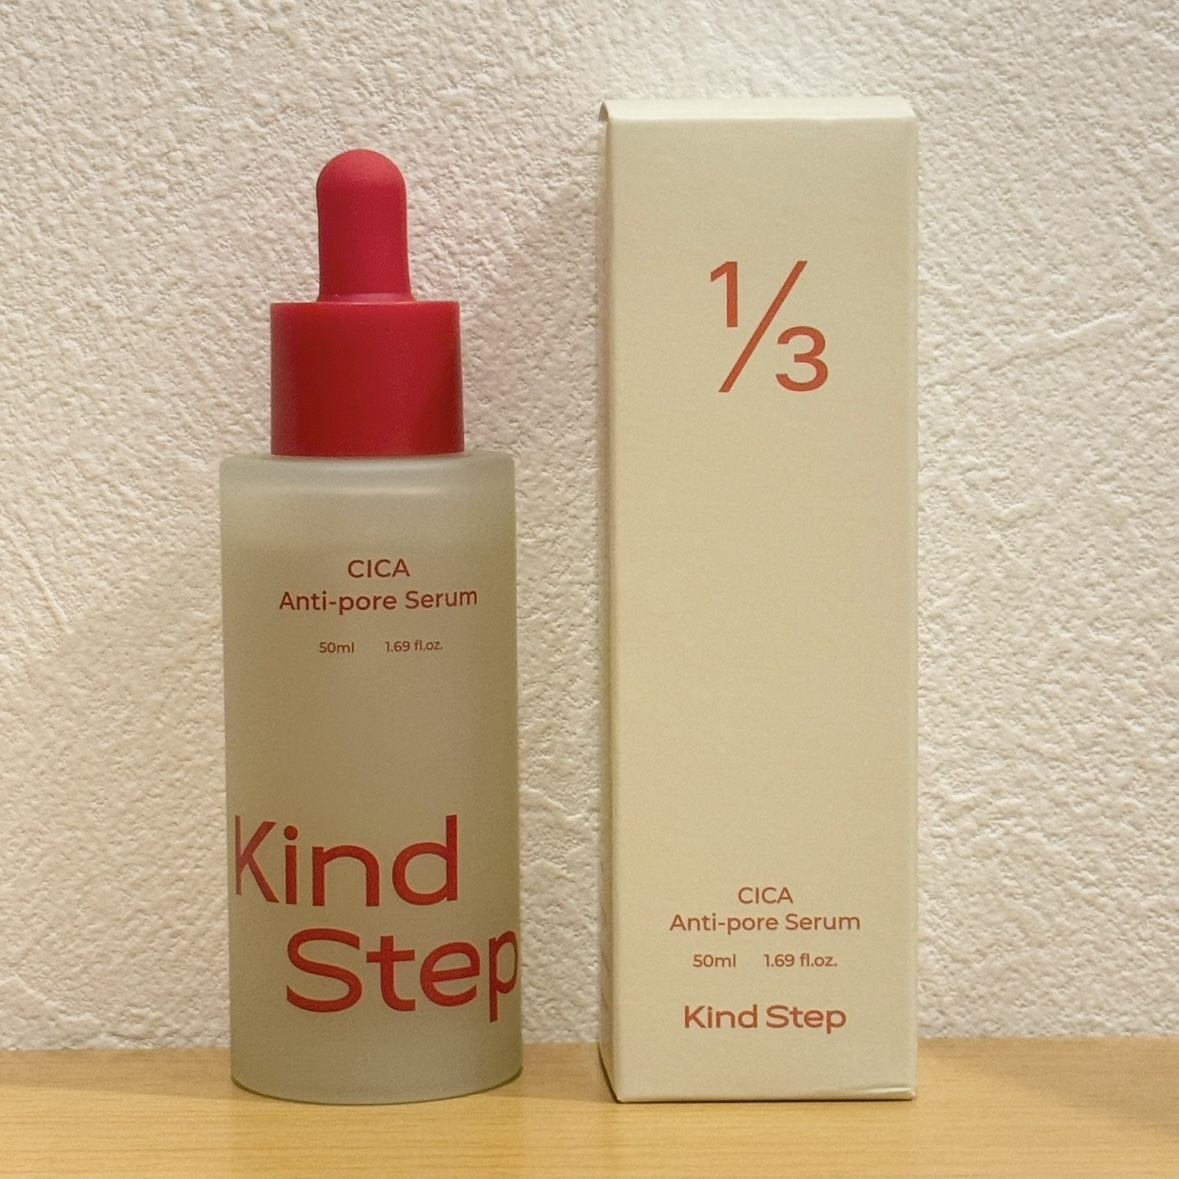 CICA
Anti-pore Serum
50ml 1.69 fl.oz.
Kind
Step
1/3
CICA
Anti-pore Serum
50ml 1.69 fl.oz.
Kind Step